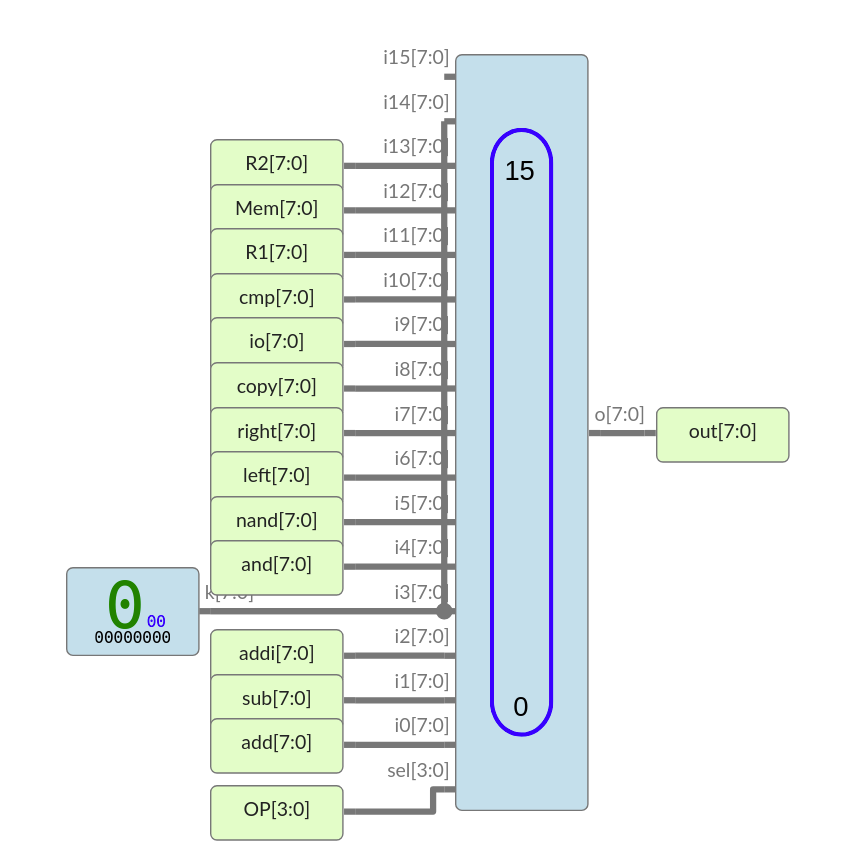 i15[7:0]
i14[7:0]
R2[7:0] i13[7:0] 15
Mem[7:0] i12[7:0]
R1[7:0] i11[7:0]
cmp[7:0] i10[7:0]
io[7:0] i9[7:0]
copy[7:0] i8[7:0]
right[7:0] i7[7:0] o[7:0] out[7:0]
left[7:0] i6[7:0]
nand[7:0] i5[7:0]
and[7:0] i4[7:0]
0 00 k[7:0] i3[7:0]
00000000
addi[7:0] i2[7:0]
sub[7:0] i1[7:0]
add[7:0] i0[7:0] 0
sel[3:0]
OP[3:0]